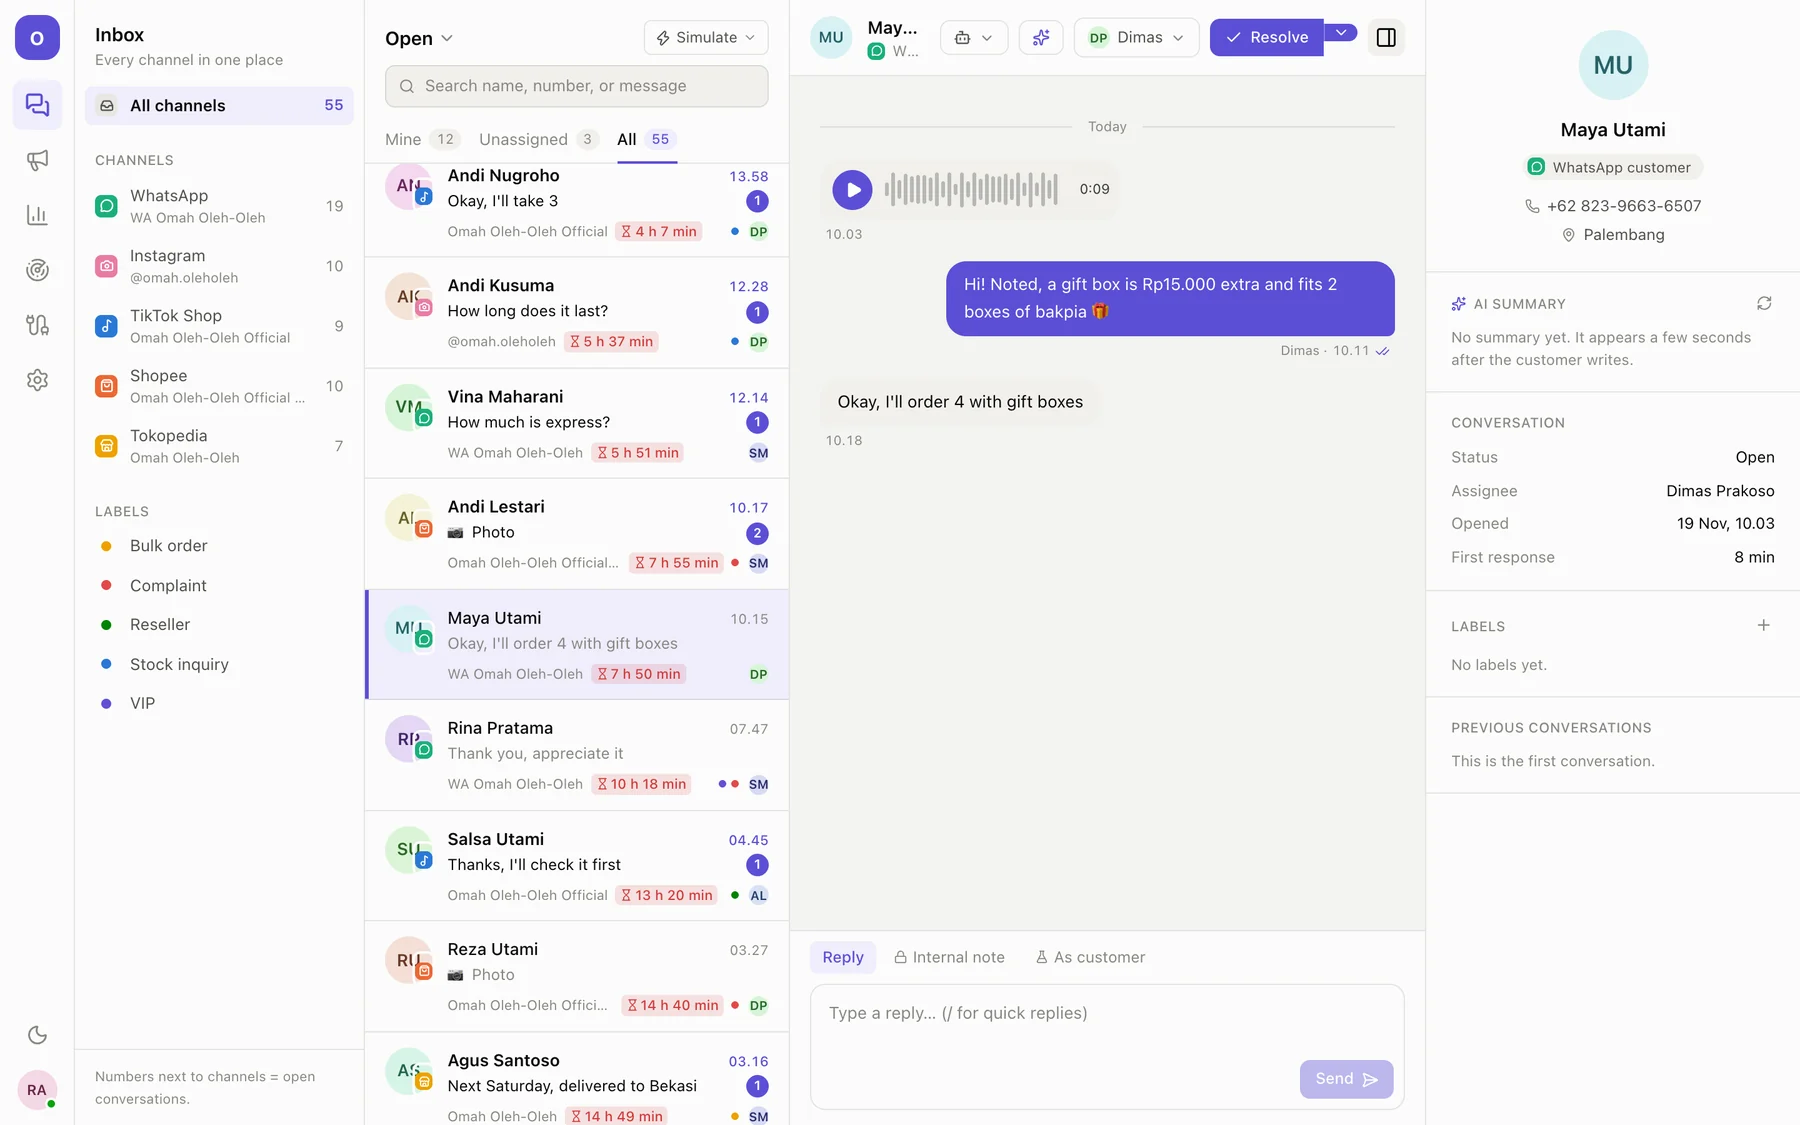 O
Inbox
Every channel in one place
All channels
55
CHANNELS
WhatsApp
WA Omah Oleh-Oleh
19
Instagram
@omah.oleholeh
10
TikTok Shop
Omah Oleh-Oleh Official
9
Shopee
Omah Oleh-Oleh Official ...
10
Tokopedia
Omah Oleh-Oleh
7
LABELS
Bulk order
Complaint
Reseller
Stock inquiry
VIP
Numbers next to channels = open
conversations.
RA
Open
Simulate
Search name, number, or message
Mine 12
Unassigned 3
All 55
AN
Andi Nugroho
13.58
Okay, I'll take 3
1
Omah Oleh-Oleh Official
4 h 7 min
DP
AK
Andi Kusuma
12.28
How long does it last?
1
@omah.oleholeh
5 h 37 min
DP
VM
Vina Maharani
12.14
How much is express?
1
WA Omah Oleh-Oleh
5 h 51 min
SM
Andi Lestari
10.17
Photo
2
Omah Oleh-Oleh Official...
7 h 55 min
SM
MU
Maya Utami
10.15
Okay, I'll order 4 with gift boxes
WA Omah Oleh-Oleh
7 h 50 min
DP
RP
Rina Pratama
07.47
Thank you, appreciate it
WA Omah Oleh-Oleh
10 h 18 min
SM
SU
Salsa Utami
04.45
Thanks, I'll check it first
1
Omah Oleh-Oleh Official
13 h 20 min
AL
RU
Reza Utami
03.27
Photo
Omah Oleh-Oleh Offici...
14 h 40 min
DP
AS
Agus Santoso
03.16
Next Saturday, delivered to Bekasi
1
Omah Oleh-Oleh
14 h 49 min
SM
MU
May...
W...
DP Dimas
Resolve
Today
0:09
10.03
Hi! Noted, a gift box is Rp15.000 extra and fits 2
boxes of bakpia
Dimas · 10.11
Okay, I'll order 4 with gift boxes
10.18
Reply
Internal note
As customer
Type a reply... (/ for quick replies)
Send
MU
Maya Utami
WhatsApp customer
+62 823-9663-6507
Palembang
AI SUMMARY
No summary yet. It appears a few seconds
after the customer writes.
CONVERSATION
Status
Open
Assignee
Dimas Prakoso
Opened
19 Nov, 10.03
First response
8 min
LABELS
No labels yet.
PREVIOUS CONVERSATIONS
This is the first conversation.